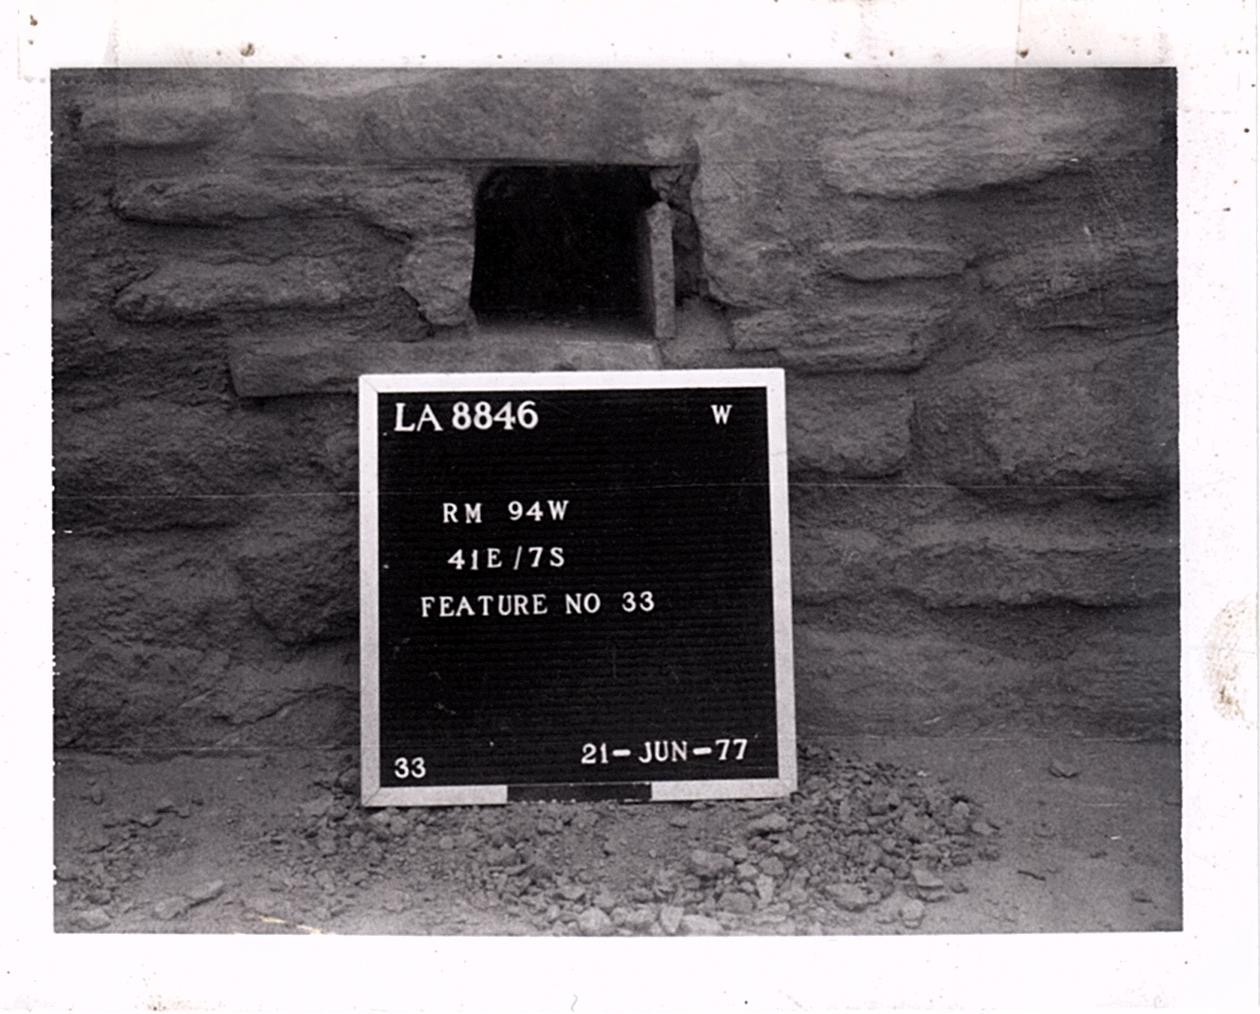 LA 8846 W
RM 94W
41E/7S
FEATURE NO 33
33 21-JUN-77